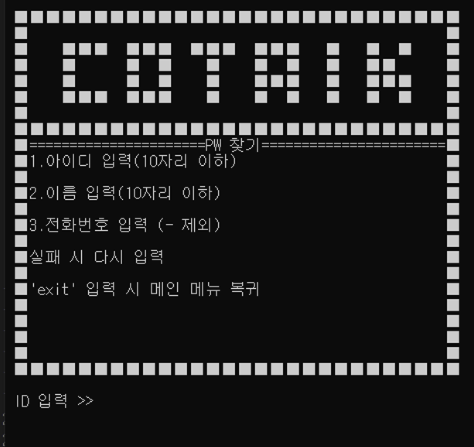 COTAIK
======================PW 찾기=======================
1.아이디 입력(10자리 이하)
2.이름 입력(10자리 이하)
3.전화번호 입력 (- 제외)
실패 시 다시 입력
'exit' 입력 시 메인 메뉴 복귀
ID 입력 >>